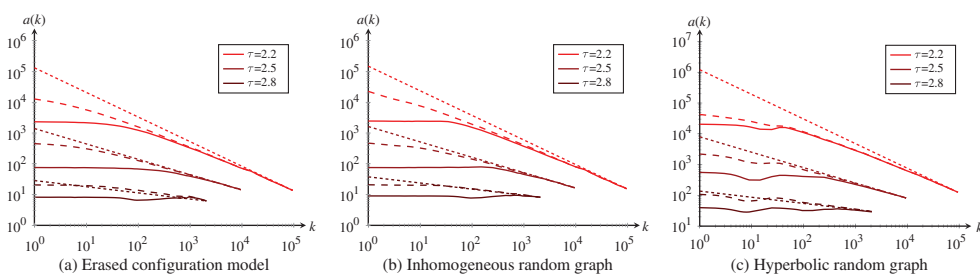 a(k)
10^6
10^5
10^4
10^3
10^2
10^1
10^0
10^0 10^1 10^2 10^3 10^4 10^5 k
τ=2.2
τ=2.5
τ=2.8
(a) Erased configuration model
a(k)
10^6
10^5
10^4
10^3
10^2
10^1
10^0
10^0 10^1 10^2 10^3 10^4 10^5 k
τ=2.2
τ=2.5
τ=2.8
(b) Inhomogeneous random graph
a(k)
10^7
10^6
10^5
10^4
10^3
10^2
10^1
10^0 10^1 10^2 10^3 10^4 10^5 k
τ=2.2
τ=2.5
τ=2.8
(c) Hyperbolic random graph